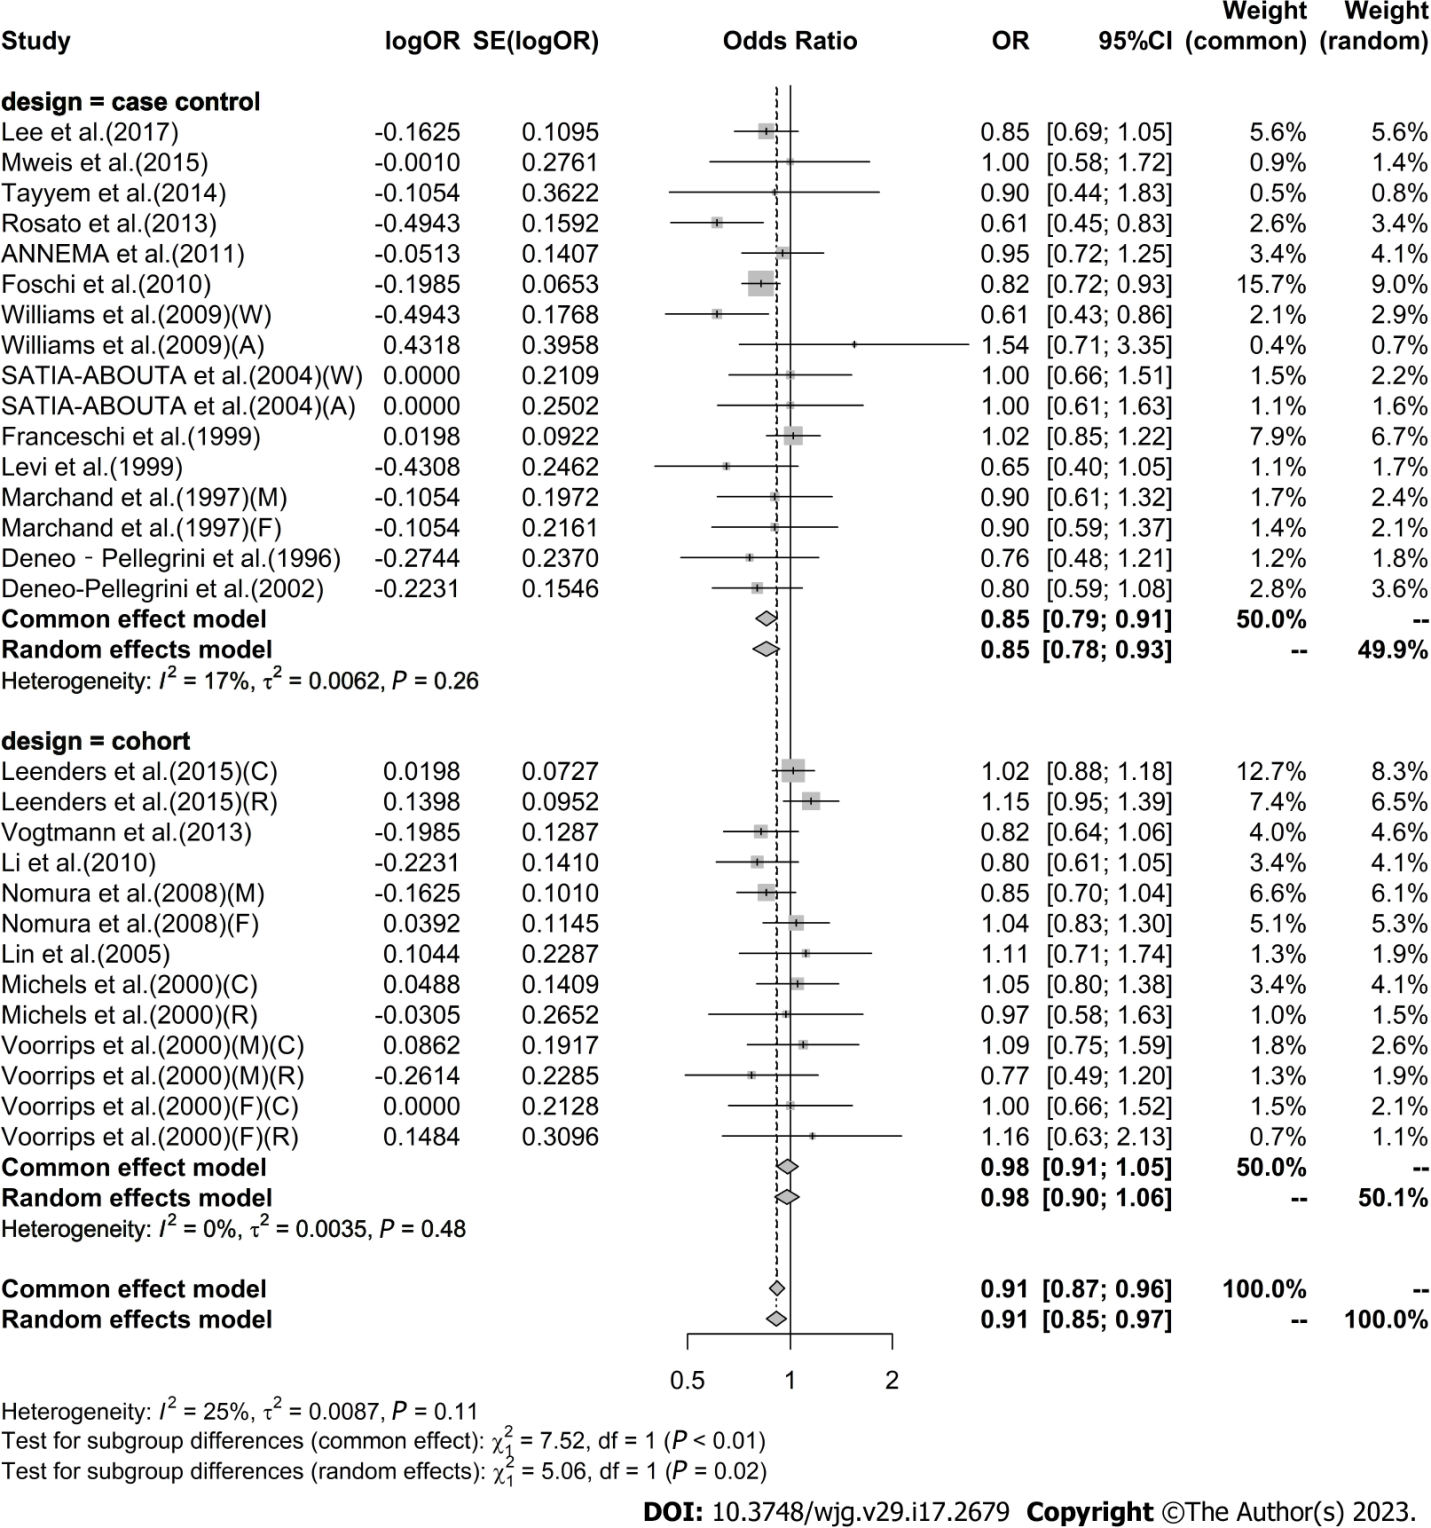 Weight Weight
Study logOR SE(logOR) Odds Ratio OR 95%CI (common) (random)
design = case control
Lee et al.(2017) -0.1625 0.1095 0.85 [0.69; 1.05] 5.6% 5.6%
Mweis et al.(2015) -0.0010 0.2761 1.00 [0.58; 1.72] 0.9% 1.4%
Tayyem et al.(2014) -0.1054 0.3622 0.90 [0.44; 1.83] 0.5% 0.8%
Rosato et al.(2013) -0.4943 0.1592 0.61 [0.45; 0.83] 2.6% 3.4%
ANNEMA et al.(2011) -0.0513 0.1407 0.95 [0.72; 1.25] 3.4% 4.1%
Foschi et al.(2010) -0.1985 0.0653 0.82 [0.72; 0.93] 15.7% 9.0%
Williams et al.(2009)(W) -0.4943 0.1768 0.61 [0.43; 0.86] 2.1% 2.9%
Williams et al.(2009)(A) 0.4318 0.3958 1.54 [0.71; 3.35] 0.4% 0.7%
SATIA-ABOUTA et al.(2004)(W) 0.0000 0.2109 1.00 [0.66; 1.51] 1.5% 2.2%
SATIA-ABOUTA et al.(2004)(A) 0.0000 0.2502 1.00 [0.61; 1.63] 1.1% 1.6%
Franceschi et al.(1999) 0.0198 0.0922 1.02 [0.85; 1.22] 7.9% 6.7%
Levi et al.(1999) -0.4308 0.2462 0.65 [0.40; 1.05] 1.1% 1.7%
Marchand et al.(1997)(M) -0.1054 0.1972 0.90 [0.61; 1.32] 1.7% 2.4%
Marchand et al.(1997)(F) -0.1054 0.2161 0.90 [0.59; 1.37] 1.4% 2.1%
Deneo‐Pellegrini et al.(1996) -0.2744 0.2370 0.76 [0.48; 1.21] 1.2% 1.8%
Deneo-Pellegrini et al.(2002) -0.2231 0.1546 0.80 [0.59; 1.08] 2.8% 3.6%
Common effect model 0.85 [0.79; 0.91] 50.0% --
Random effects model 0.85 [0.78; 0.93] -- 49.9%
Heterogeneity: I² = 17%, τ² = 0.0062, P = 0.26
design = cohort
Leenders et al.(2015)(C) 0.0198 0.0727 1.02 [0.88; 1.18] 12.7% 8.3%
Leenders et al.(2015)(R) 0.1398 0.0952 1.15 [0.95; 1.39] 7.4% 6.5%
Vogtmann et al.(2013) -0.1985 0.1287 0.82 [0.64; 1.06] 4.0% 4.6%
Li et al.(2010) -0.2231 0.1410 0.80 [0.61; 1.05] 3.4% 4.1%
Nomura et al.(2008)(M) -0.1625 0.1010 0.85 [0.70; 1.04] 6.6% 6.1%
Nomura et al.(2008)(F) 0.0392 0.1145 1.04 [0.83; 1.30] 5.1% 5.3%
Lin et al.(2005) 0.1044 0.2287 1.11 [0.71; 1.74] 1.3% 1.9%
Michels et al.(2000)(C) 0.0488 0.1409 1.05 [0.80; 1.38] 3.4% 4.1%
Michels et al.(2000)(R) -0.0305 0.2652 0.97 [0.58; 1.63] 1.0% 1.5%
Voorrips et al.(2000)(M)(C) 0.0862 0.1917 1.09 [0.75; 1.59] 1.8% 2.6%
Voorrips et al.(2000)(M)(R) -0.2614 0.2285 0.77 [0.49; 1.20] 1.3% 1.9%
Voorrips et al.(2000)(F)(C) 0.0000 0.2128 1.00 [0.66; 1.52] 1.5% 2.1%
Voorrips et al.(2000)(F)(R) 0.1484 0.3096 1.16 [0.63; 2.13] 0.7% 1.1%
Common effect model 0.98 [0.91; 1.05] 50.0% --
Random effects model 0.98 [0.90; 1.06] -- 50.1%
Heterogeneity: I² = 0%, τ² = 0.0035, P = 0.48
Common effect model 0.91 [0.87; 0.96] 100.0% --
Random effects model 0.91 [0.85; 0.97] -- 100.0%
0.5 1 2
Heterogeneity: I² = 25%, τ² = 0.0087, P = 0.11
Test for subgroup differences (common effect): χ₁² = 7.52, df = 1 (P < 0.01)
Test for subgroup differences (random effects): χ₁² = 5.06, df = 1 (P = 0.02)
DOI: 10.3748/wjg.v29.i17.2679 Copyright ©The Author(s) 2023.